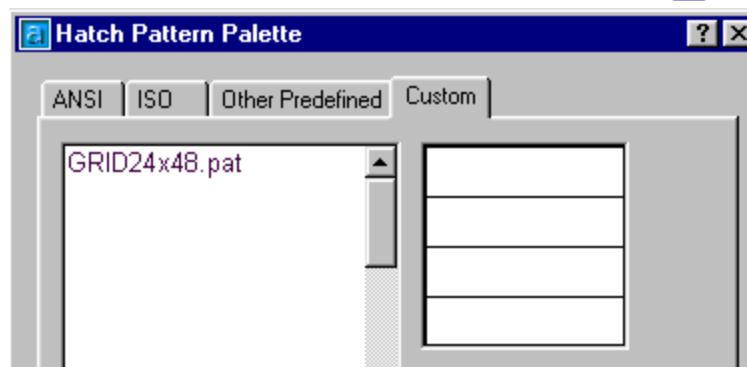 Hatch Pattern Palette
ANSI ISO Other Predefined Custom
GRID24x48.pat